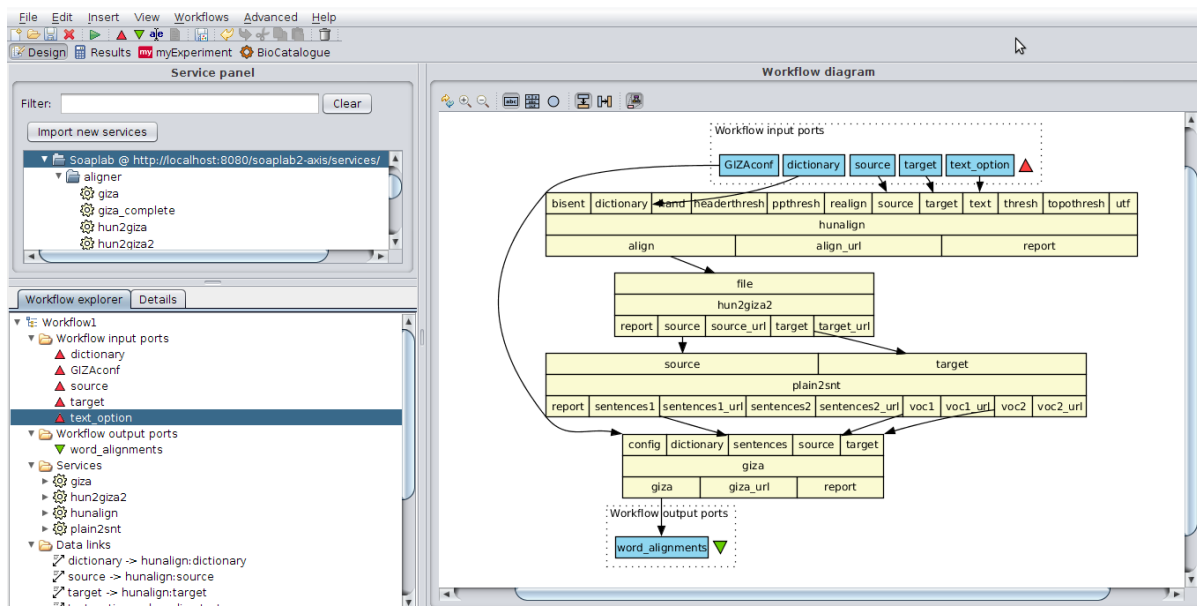 File Edit Insert View Workflows Advanced Help
Design Results my myExperiment BioCatalogue
Service panel
Filter: Clear
Import new services
Soaplab @ http://localhost:8080/soaplab2-axis/services/
aligner
giza
giza_complete
hun2giza
hun2giza2
Workflow explorer Details
Workflow1
Workflow input ports
dictionary
GIZAconf
source
target
text_option
Workflow output ports
word_alignments
Services
giza
hun2giza2
hunalign
plain2snt
Data links
dictionary -> hunalign:dictionary
source -> hunalign:source
target -> hunalign:target
Workflow diagram
Workflow input ports
GIZAconf dictionary source target text_option
bisent dictionary headerthresh ppthresh realign source target text thresh topothresh utf
hunalign
align align_url report
file
hun2giza2
report source source_url target target_url
source target
plain2snt
report sentences1 sentences1_url sentences2 sentences2_url voc1 voc1_url voc2 voc2_url
config dictionary sentences source target
giza
giza giza_url report
Workflow output ports
word_alignments